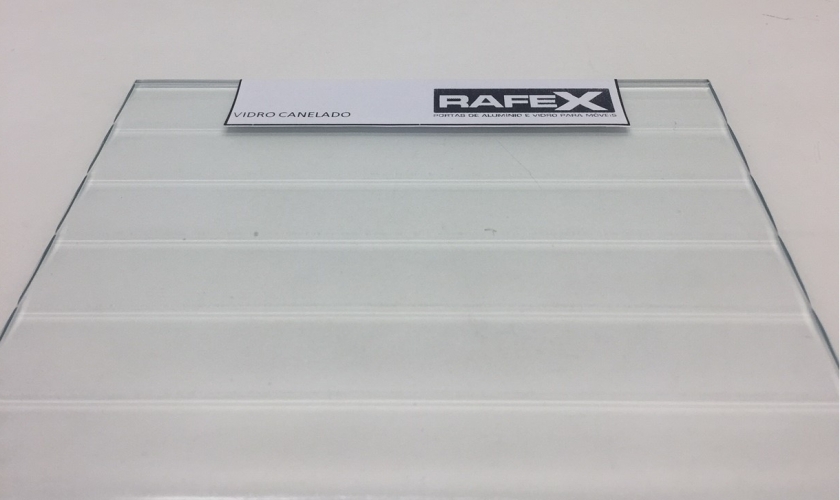 RAFEX
VIDRO CANELADO
PORTAS DE ALUMÍNIO E VIDRO PARA MÓVEIS